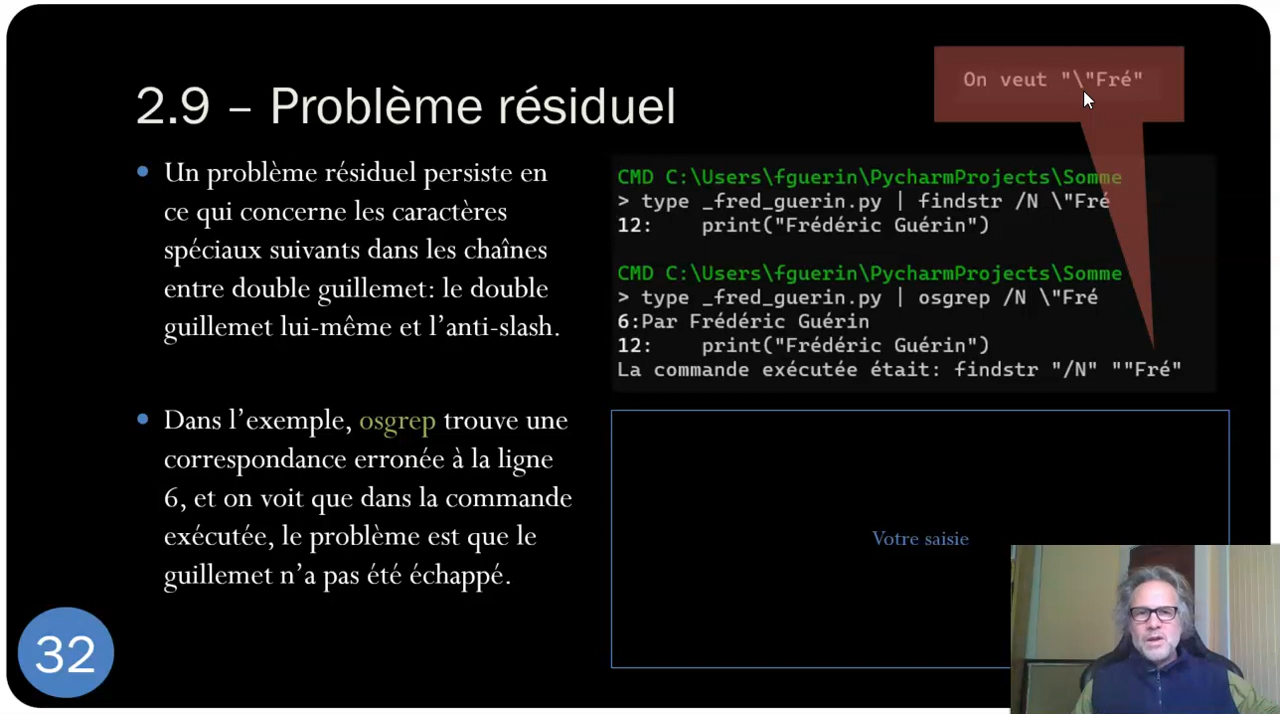 On veut "\"Fré"
2.9 – Problème résiduel
Un problème résiduel persiste en
ce qui concerne les caractères
spéciaux suivants dans les chaînes
entre double guillemet: le double
guillemet lui-même et l'anti-slash.
Dans l'exemple, osgrep trouve une
correspondance erronée à la ligne
6, et on voit que dans la commande
exécutée, le problème est que le
guillemet n'a pas été échappé.
CMD C:\Users\fguerin\PycharmProjects\Somme
> type _fred_guerin.py | findstr /N \"Fré
12:    print("Frédéric Guérin")
CMD C:\Users\fguerin\PycharmProjects\Somme
> type _fred_guerin.py | osgrep /N \"Fré
6:Par Frédéric Guérin
12:    print("Frédéric Guérin")
La commande exécutée était: findstr "/N" ""Fré"
Votre saisie
32